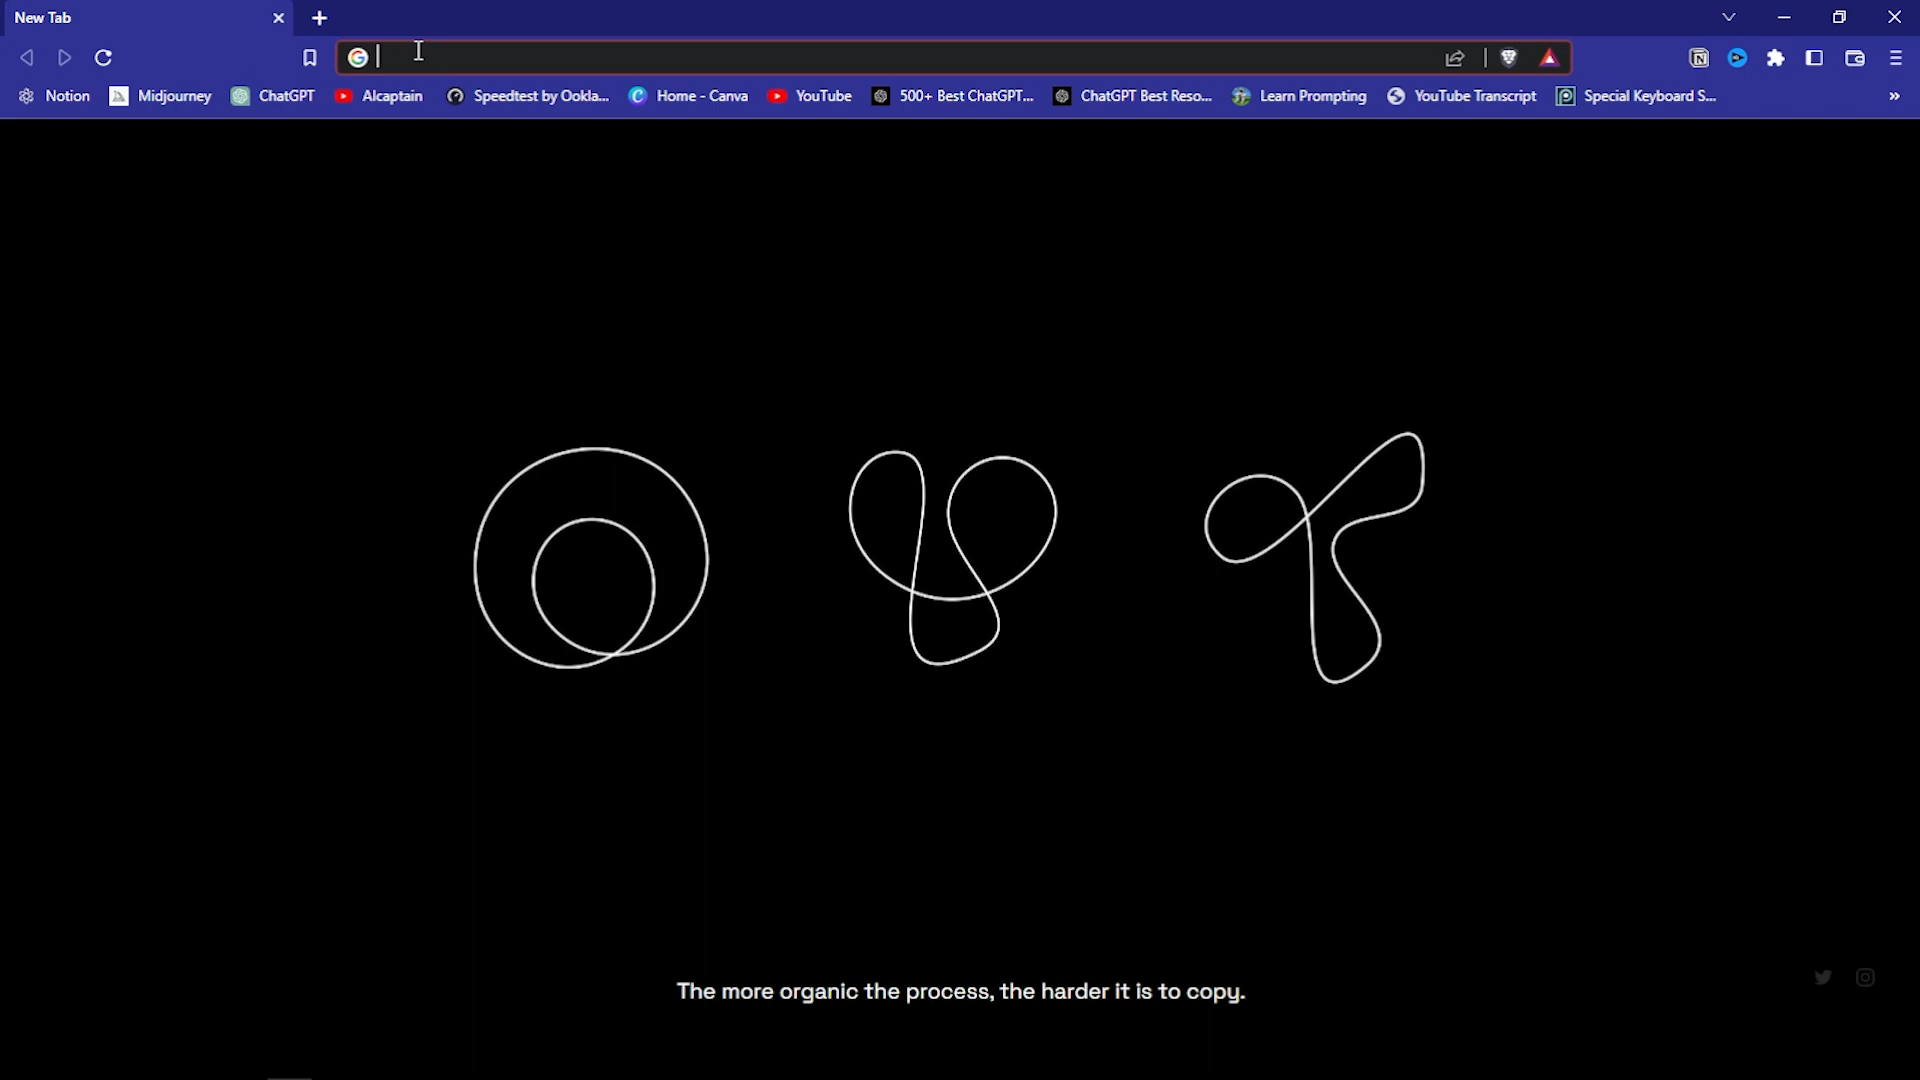 New Tab
Notion Midjourney ChatGPT Alcaptain Speedtest by Ookla... Home - Canva YouTube 500+ Best ChatGPT... ChatGPT Best Reso... Learn Prompting YouTube Transcript Special Keyboard S...
The more organic the process, the harder it is to copy.